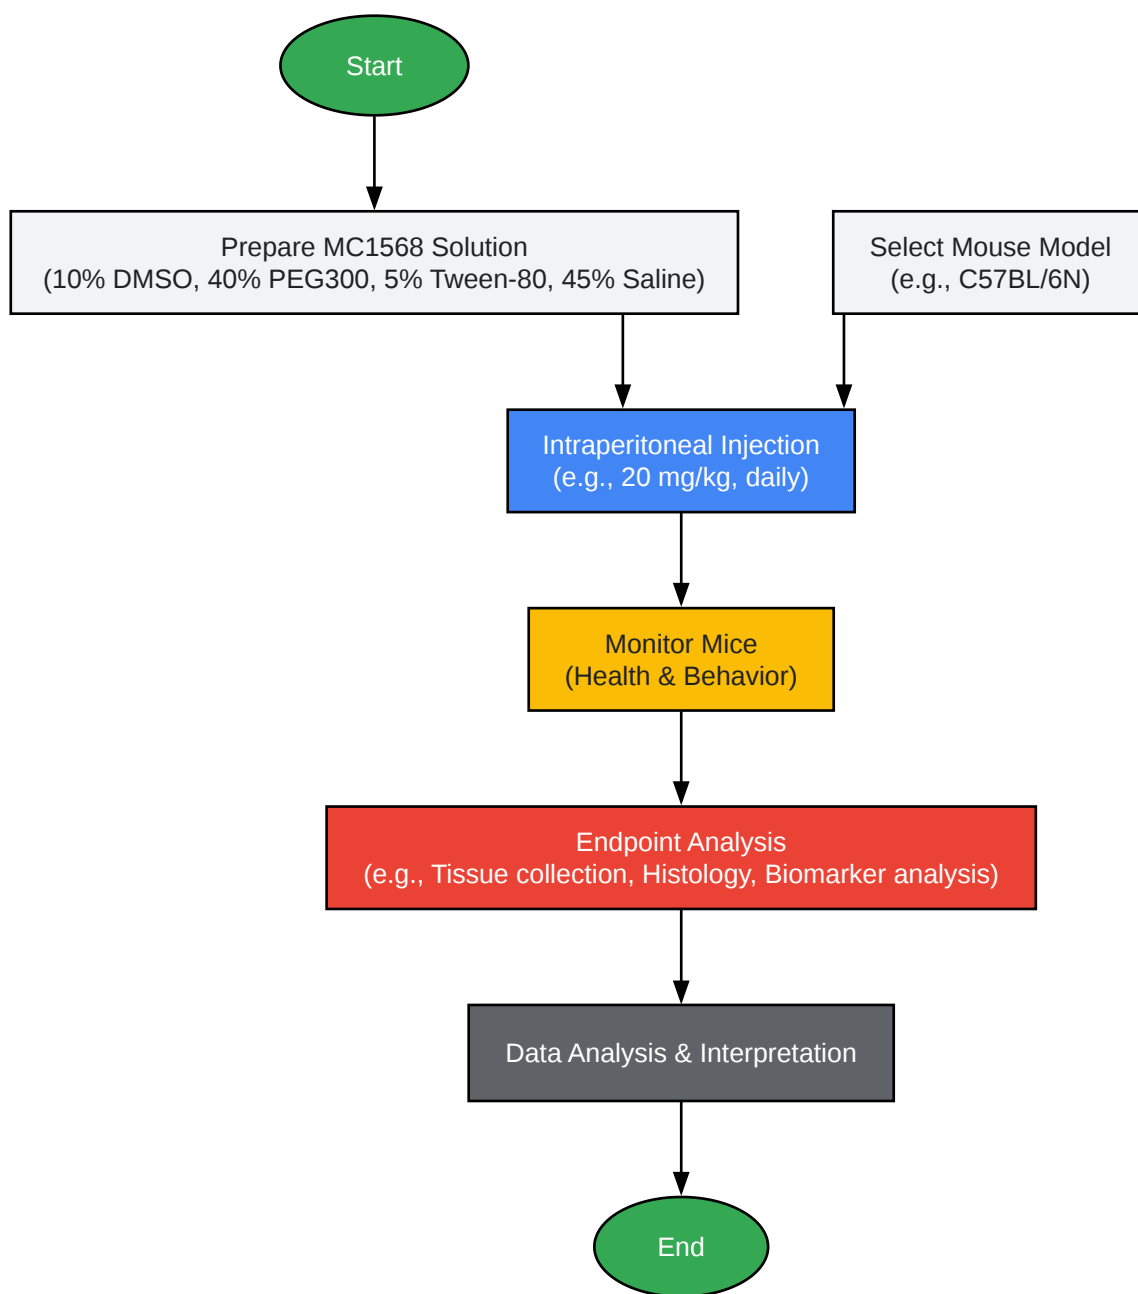 Start
Prepare MC1568 Solution
(10% DMSO, 40% PEG300, 5% Tween-80, 45% Saline)
Select Mouse Model
(e.g., C57BL/6N)
Intraperitoneal Injection
(e.g., 20 mg/kg, daily)
Monitor Mice
(Health & Behavior)
Endpoint Analysis
(e.g., Tissue collection, Histology, Biomarker analysis)
Data Analysis & Interpretation
End